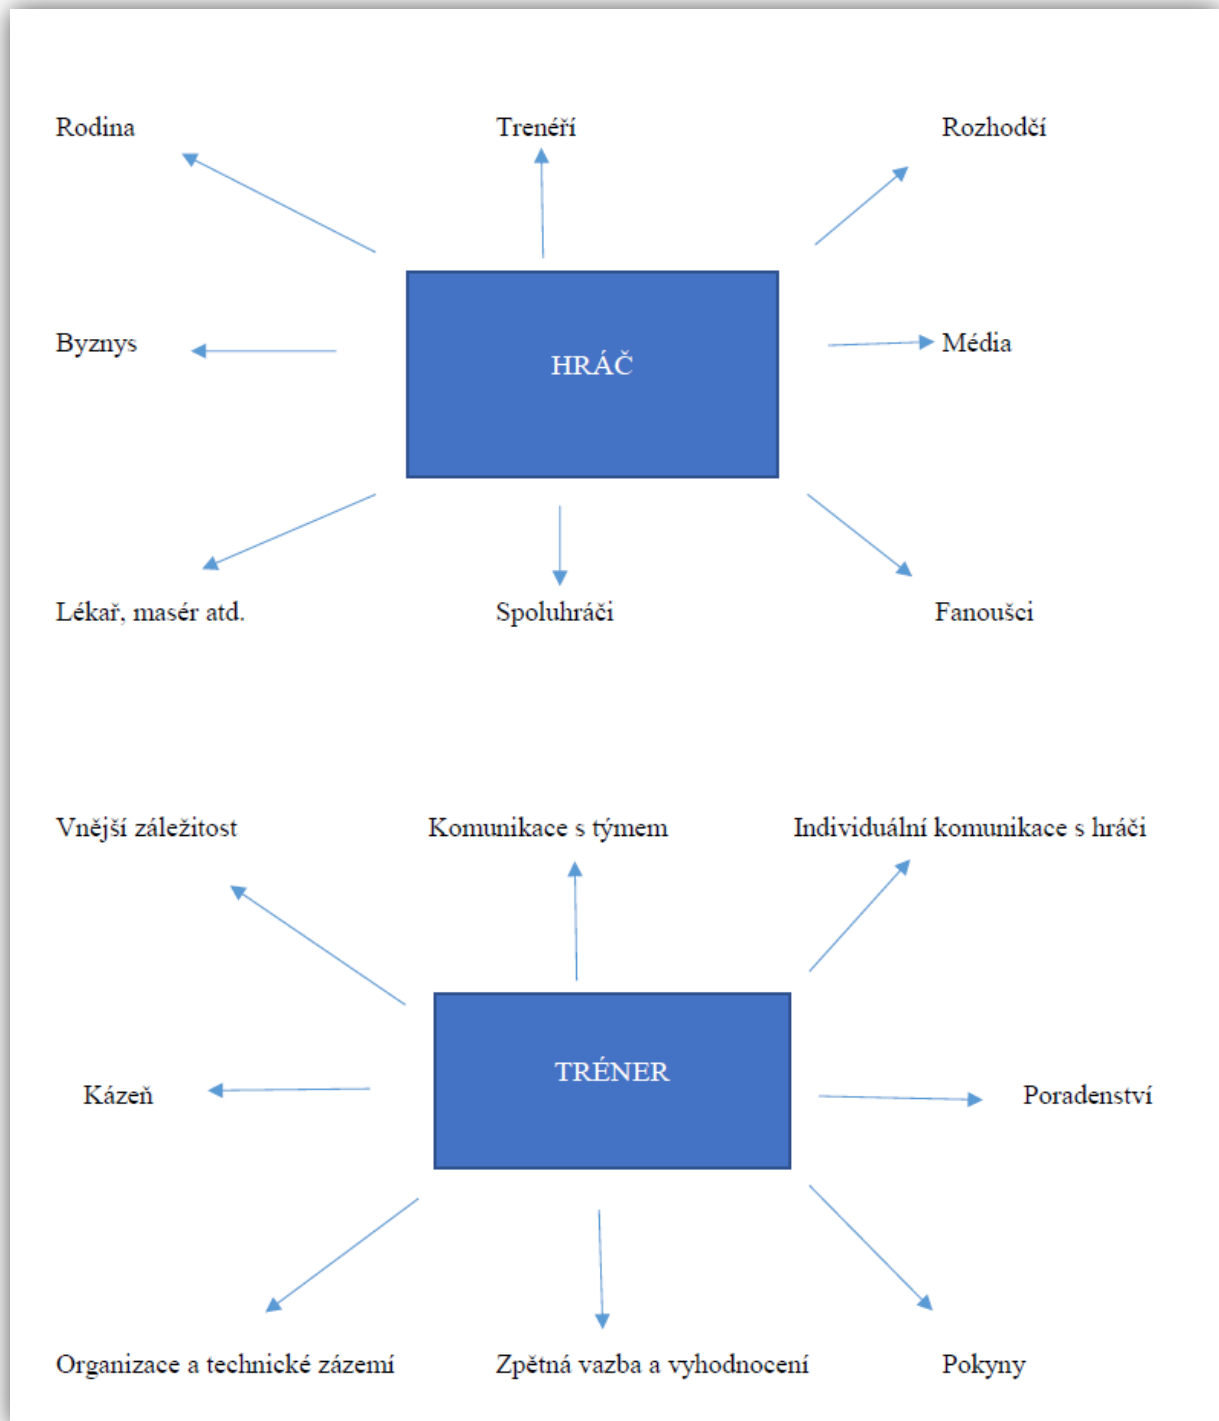 Rodina
Trenéří
Rozhodčí
Byznys
HRÁČ
Média
Lékař, masér atd.
Spoluhráči
Fanoušci
Vnější záležitost
Komunikace s týmem
Individuální komunikace s hráči
Kázeň
TRÉNER
Poradenství
Organizace a technické zázemí
Zpětná vazba a vyhodnocení
Pokyny